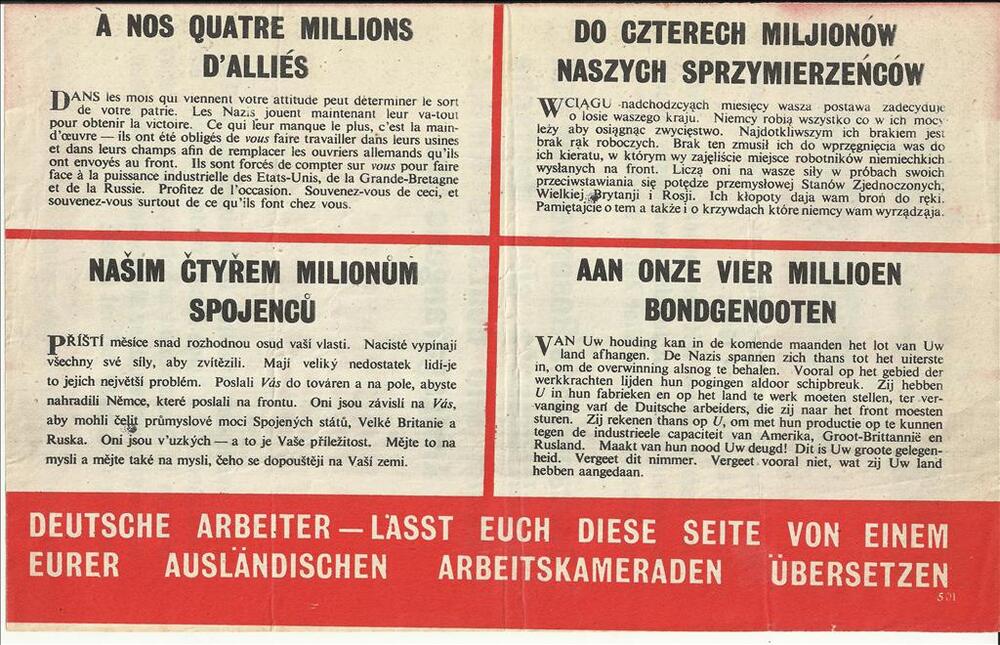 À NOS QUATRE MILLIONS
D'ALLIÉS
DANS les mois qui viennent votre attitude peut déterminer le sort
de votre patrie. Les Nazis jouent maintenant leur va-tout
pour obtenir la victoire. Ce qui leur manque le plus, c'est la main-
d'œuvre — ils ont été obligés de vous faire travailler dans leurs usines
et dans leurs champs afin de remplacer les ouvriers allemands qu'ils
ont envoyés au front. Ils sont forcés de compter sur vous pour faire
face à la puissance industrielle des Etats-Unis, de la Grande-Bretagne
et de la Russie. Profitez de l'occasion. Souvenez-vous de ceci, et
souvenez-vous surtout de ce qu'ils font chez vous.
DO CZTERECH MILJIONÓW
NASZYCH SPRZYMIERZEŃCÓW
W CIĄGU nadchodzcyąch miesięcy wasza postawa zadecyduje
o losie waszego kraju. Niemcy robią wszystko co w ich mocy
leży aby osiągnąc zwycięstwo. Najdotkliwszym ich brakiem jest
brak rąk roboczych. Brak ten zmusił ich do wprzęgnięcia was do
ich kieratu, w którym wy zajęliście miejsce robotników niemiechkich
wysłanych na front. Liczą oni na wasze siły w próbach swoich
przeciwstawiania się potędze przemysłowej Stanów Zjednoczonych,
Wielkiej Brytanji i Rosji. Ich kłopoty daja wam broń do ręki.
Pamiętajcie o tem a także i o krzywdach które niemcy wam wyrządzają.
NAŠIM ČTYŘEM MILIONŮM
SPOJENCŮ
PŘÍŠTÍ měsíce snad rozhodnou osud vaší vlasti. Nacisté vypínají
všechny své síly, aby zvítězili. Mají veliký nedostatek lidí-je
to jejich největší problém. Poslali Vás do továren a na pole, abyste
nahradili Němce, které poslali na frontu. Oni jsou závislí na Vás,
aby mohli čelit průmyslové moci Spojených států, Velké Britanie a
Ruska. Oni jsou v'uzkých — a to je Vaše příležitost. Mějte to na
mysli a mějte také na mysli, čeho se dopouštěji na Vaší zemi.
AAN ONZE VIER MILLIOEN
BONDGENOOTEN
VAN Uw houding kan in de komende maanden het lot van Uw
land afhangen. De Nazis spannen zich thans tot het uiterste
in, om de overwinning alsnog te behalen. Vooral op het gebied der
werkkrachten lijden hun pogingen aldoor schipbreuk. Zij hebben
U in hun fabrieken en op het land te werk moeten stellen, ter ver-
vanging van de Duitsche arbeiders, die zij naar het front moesten
sturen. Zij rekenen thans op U, om met hun productie op te kunnen
tegen de industrieele capaciteit van Amerika, Groot-Brittannië en
Rusland. Maakt van hun nood Uw deugd! Dit is Uw groote gelegen-
heid. Vergeet dit nimmer. Vergeet vooral niet, wat zij Uw land
hebben aangedaan.
DEUTSCHE ARBEITER — LÄSST EUCH DIESE SEITE VON EINEM
EURER AUSLÄNDISCHEN ARBEITSKAMERADEN ÜBERSETZEN
501